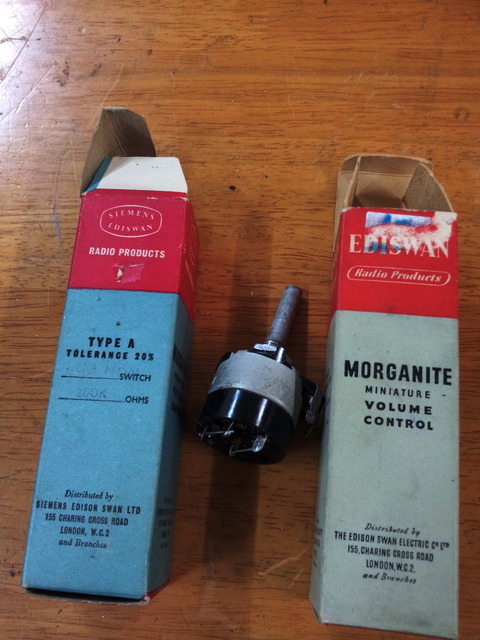 SIEMENS
EDISWAN
RADIO PRODUCTS
TYPE A
TOLERANCE 20%
SWITCH
OHMS
Distributed by
SIEMENS EDISON SWAN LTD
155 CHARING CROSS ROAD
LONDON, W.C.2
and Branches
EDISWAN
Radio Products
MORGANITE
MINIATURE
VOLUME
CONTROL
Distributed by
THE EDISON SWAN ELECTRIC CO LTD
155, CHARING CROSS ROAD
LONDON, W.C.2.
and Branches